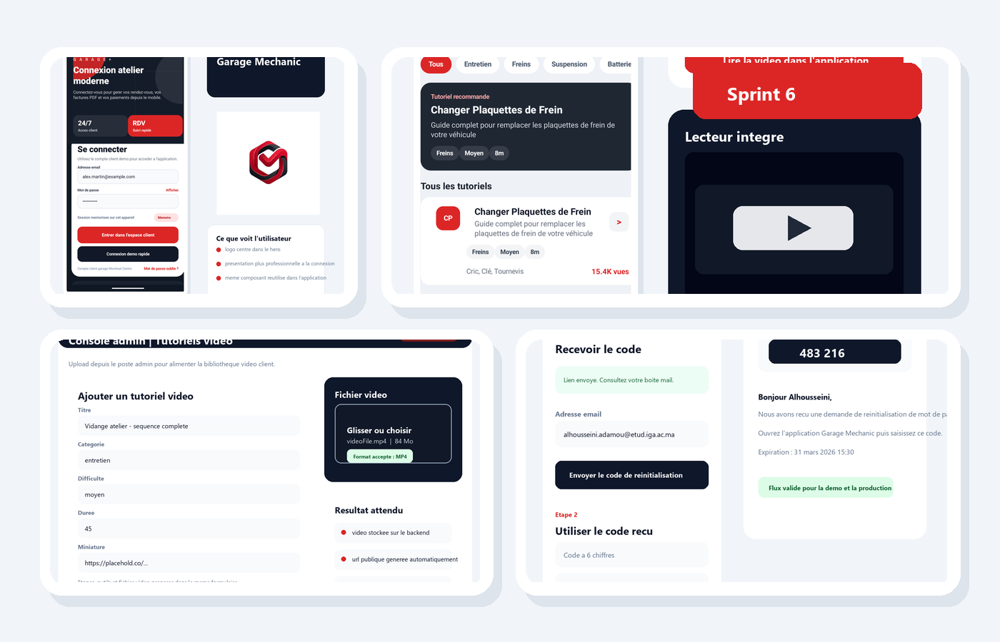 GARAGE+
Connexion atelier
moderne
Connectez-vous pour gerer vos rendez-vous, vos
factures PDF et vos paiements depuis le mobile.
24/7
Acces client
RDV
Suivi rapide
Se connecter
Utilisez le compte client demo pour acceder a l'application.
Adresse email
alex.martin@example.com
Mot de passe
Afficher
••••••••••
Session memorisee sur cet appareil
Memoire
Entrer dans l'espace client
Connexion demo rapide
Compte client garage Montreal Centre
Mot de passe oublie ?
Garage Mechanic
Ce que voit l'utilisateur
logo centre dans le hero
presentation plus professionnelle a la connexion
meme composant reutilise dans l'application
Tous
Entretien
Freins
Suspension
Batterie
Tutoriel recommande
Changer Plaquettes de Frein
Guide complet pour remplacer les plaquettes de frein de
votre véhicule
Freins
Moyen
8m
Tous les tutoriels
CP
Changer Plaquettes de Frein
Guide complet pour remplacer les
plaquettes de frein de votre véhicule
>
Freins
Moyen
8m
Cric, Clé, Tournevis
15.4K vues
Lire la video dans l'application
Sprint 6
Lecteur integre
Console admin | Tutoriels video
Upload depuis le poste admin pour alimenter la bibliotheque video client.
Ajouter un tutoriel video
Titre
Vidange atelier - sequence complete
Categorie
entretien
Difficulte
moyen
Duree
45
Miniature
https://placehold.co/...
Fichier video
Glisser ou choisir
videoFile.mp4 | 84 Mo
Format accepte : MP4
Resultat attendu
video stockee sur le backend
url publique generee automatiquement
Recevoir le code
Lien envoye. Consultez votre boite mail.
Adresse email
alhousseini.adamou@etud.iga.ac.ma
Envoyer le code de reinitialisation
Etape 2
Utiliser le code recu
Code a 6 chiffres
483 216
Bonjour Alhousseini,
Nous avons recu une demande de reinitialisation de mot de pa
Ouvrez l'application Garage Mechanic puis saisissez ce code.
Expiration : 31 mars 2026 15:30
Flux valide pour la demo et la production